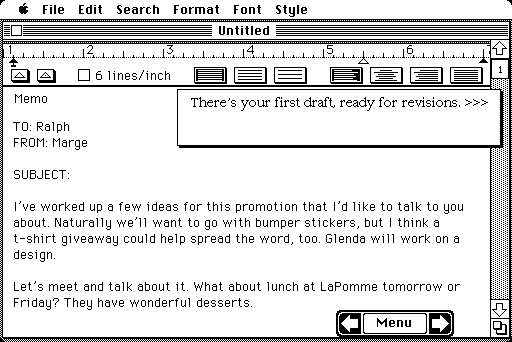 File Edit Search Format Font Style
Untitled
1 2 3 4 5 6 7
6 lines/inch
1
There's your first draft, ready for revisions. >>>
Memo
TO: Ralph
FROM: Marge
SUBJECT:
I've worked up a few ideas for this promotion that I'd like to talk to you
about. Naturally we'll want to go with bumper stickers, but I think a
t-shirt giveaway could help spread the word, too. Glenda will work on a
design.
Let's meet and talk about it. What about lunch at LaPomme tomorrow or
Friday? They have wonderful desserts.
Menu